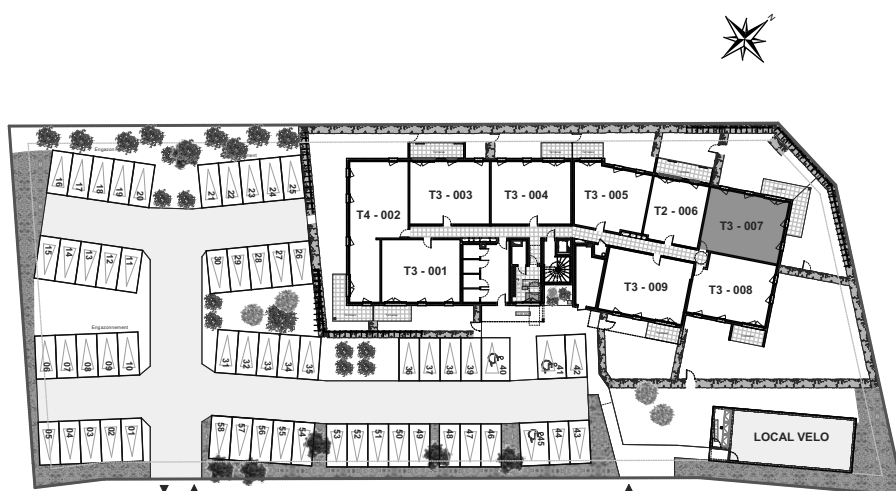 N
Engazonnement
16 17 18 19 20
21 22 23 24 25
T3 - 003
T3 - 004
T3 - 005
T2 - 006
T3 - 007
T4 - 002
T3 - 001
T3 - 009
T3 - 008
15 14 13 12 11
30 29 28 27 26
Engazonnement
06 07 08 09 10
31 32 33 34 35
36 37 38 39 40
41 42
05 04 03 02 01
58 57 56 55 54
53 52 51 50 49
48 47 46
45 44 43
LOCAL VELO